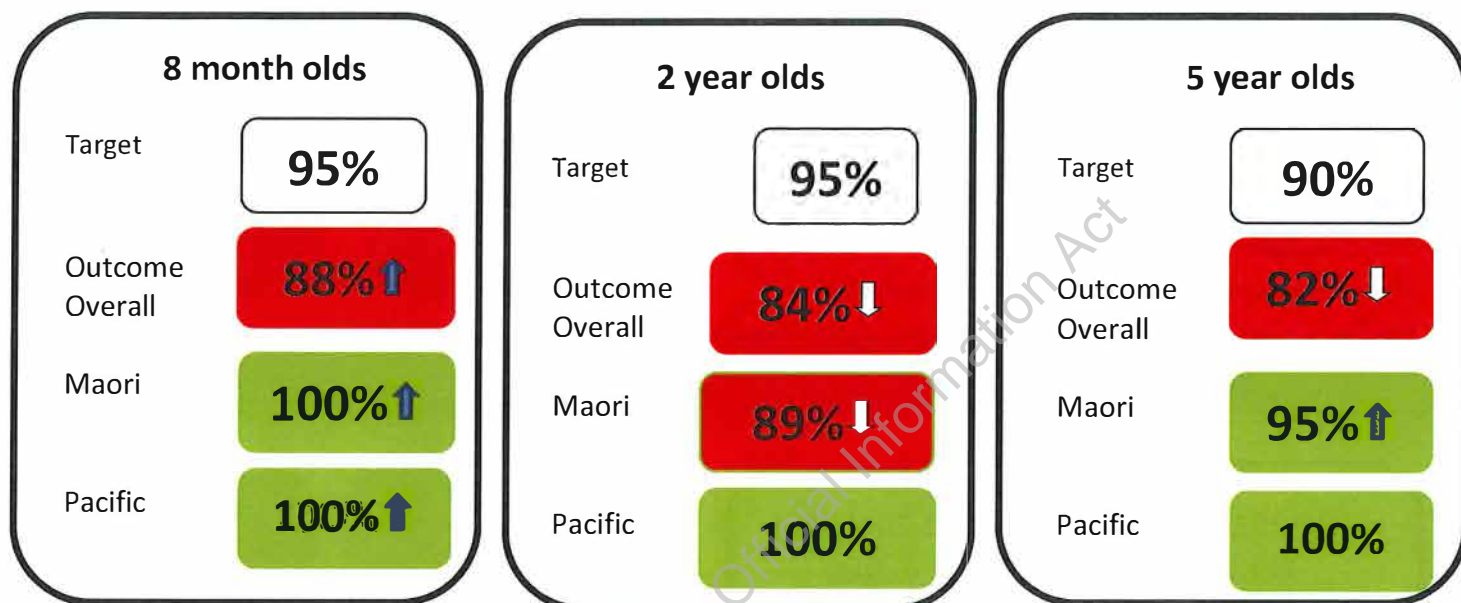 8 month olds
Target
95%
Outcome
Overall
88%
Maori
100%
Pacific
100%
2 year olds
Target
95%
Outcome
Overall
84%
Maori
89%
Pacific
100%
5 year olds
Target
90%
Outcome
Overall
82%
Maori
95%
Pacific
100%
Official Information Act